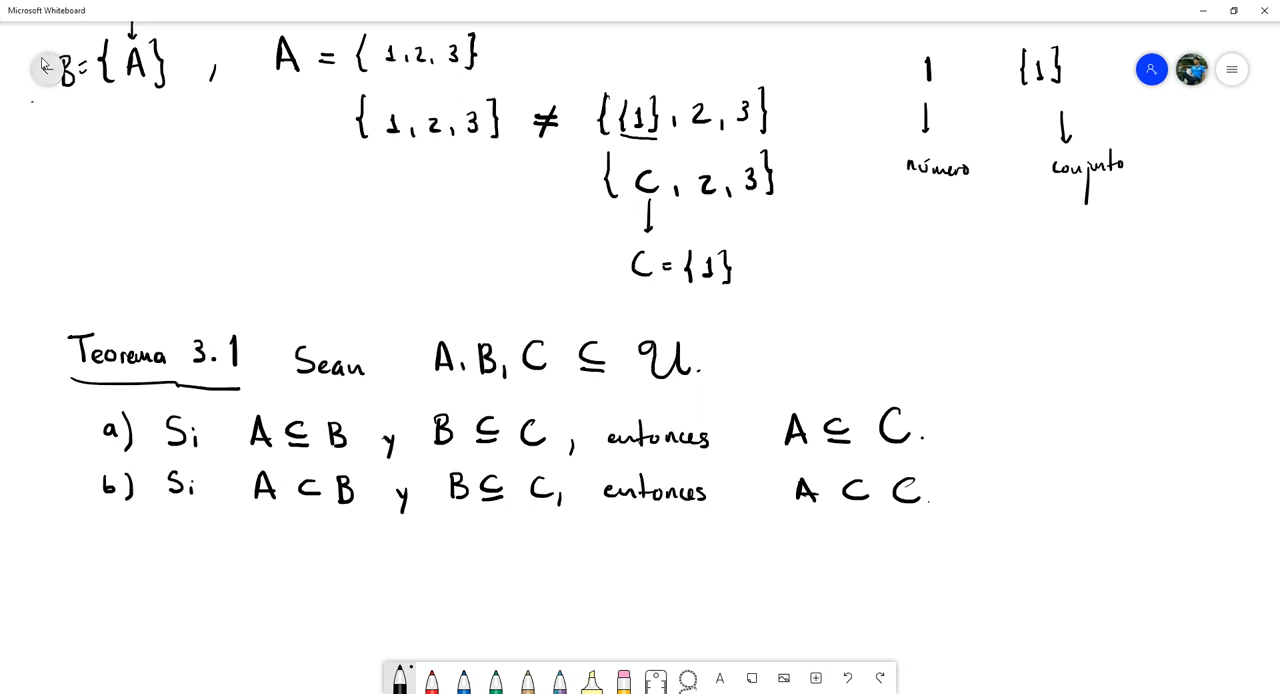 Microsoft Whiteboard
B = {A} , A = {1,2,3}
{1,2,3} ≠ {{1},2,3}
{C,2,3}
C = {1}
1 {1}
número conjunto
Teorema 3.1 Sean A, B, C ⊆ U.
a) Si A ⊆ B y B ⊆ C, entonces A ⊆ C.
b) Si A ⊂ B y B ⊆ C, entonces A ⊂ C.